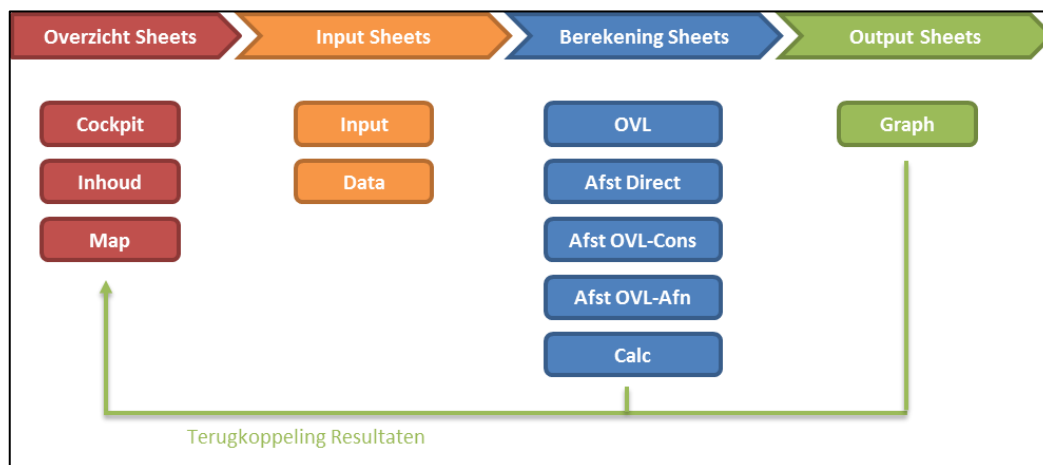 Overzicht Sheets
Input Sheets
Berekening Sheets
Output Sheets
Cockpit
Input
OVL
Graph
Inhoud
Data
Afst Direct
Map
Afst OVL-Cons
Afst OVL-Afn
Calc
Terugkoppeling Resultaten